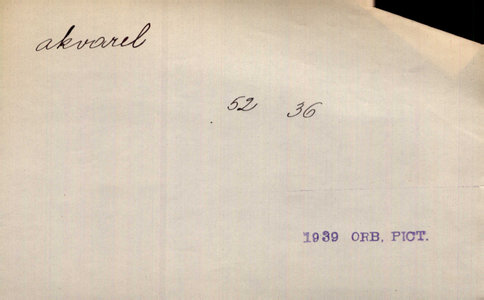 akvarel
52 36
1939 ORB. PICT.